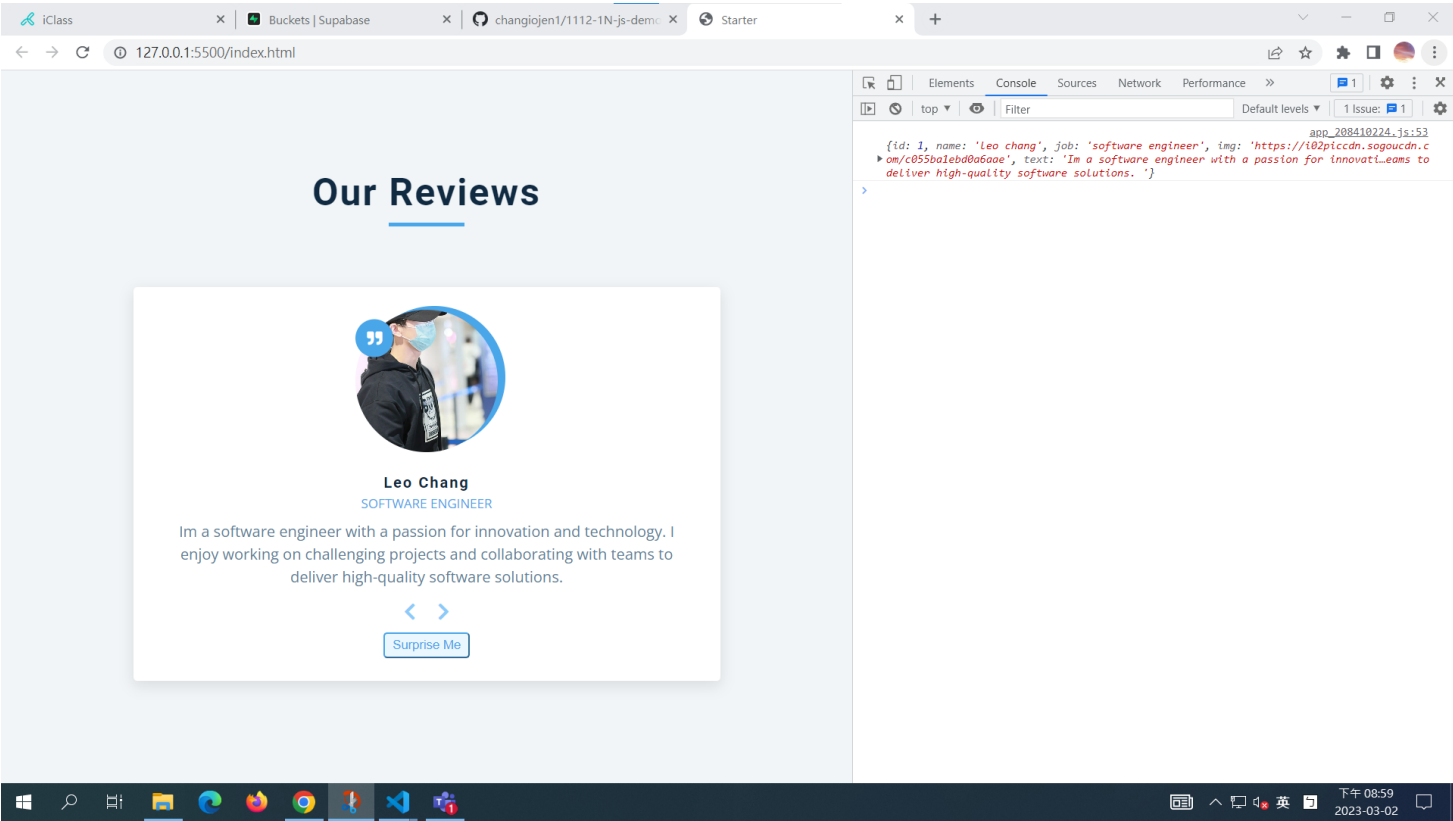 iClass
Buckets | Supabase
changiojen1/1112-1N-js-demo
Starter
127.0.0.1:5500/index.html
Our Reviews
Leo Chang
SOFTWARE ENGINEER
Im a software engineer with a passion for innovation and technology. I
enjoy working on challenging projects and collaborating with teams to
deliver high-quality software solutions.
Surprise Me
Elements Console Sources Network Performance » 1
top ▼ Filter Default levels ▼ 1 Issue: 1
app_208410224.js:53
{id: 1, name: 'leo chang', job: 'software engineer', img: 'https://i02piccdn.sogoucdn.c
om/c055ba1ebd0a6aae', text: 'Im a software engineer with a passion for innovati…eams to
deliver high-quality software solutions. '}
T 1
英
下午 08:59
2023-03-02